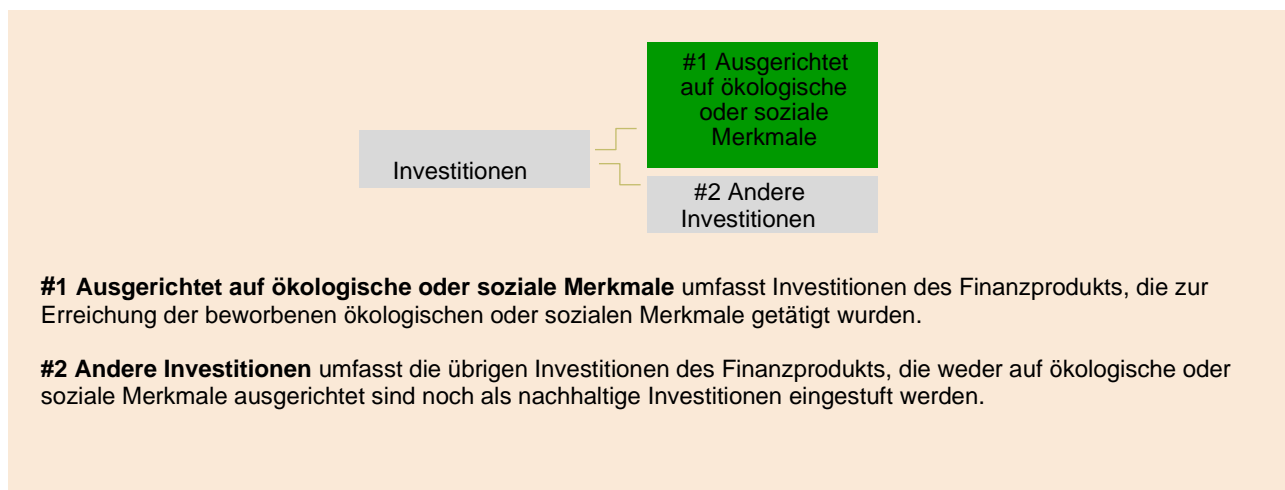 #1 Ausgerichtet
auf ökologische
oder soziale
Merkmale
Investitionen
#2 Andere
Investitionen
#1 Ausgerichtet auf ökologische oder soziale Merkmale umfasst Investitionen des Finanzprodukts, die zur
Erreichung der beworbenen ökologischen oder sozialen Merkmale getätigt wurden.
#2 Andere Investitionen umfasst die übrigen Investitionen des Finanzprodukts, die weder auf ökologische oder
soziale Merkmale ausgerichtet sind noch als nachhaltige Investitionen eingestuft werden.